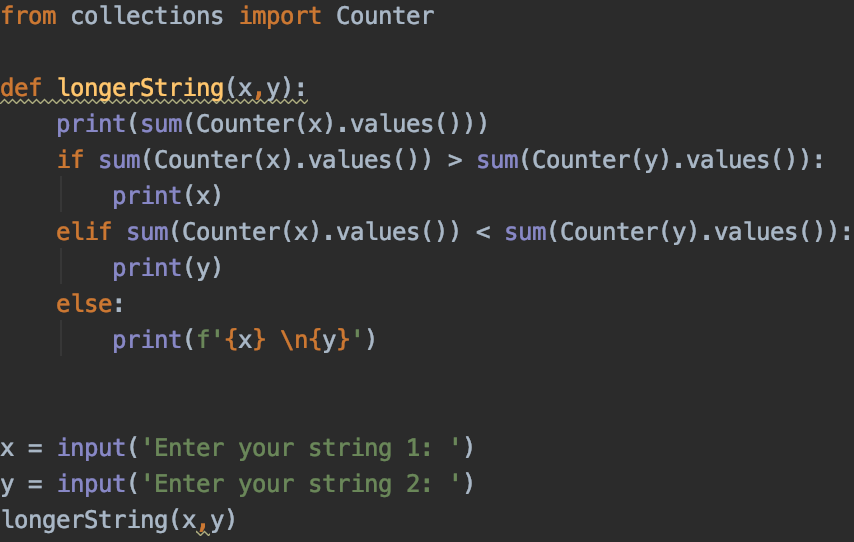 from collections import Counter
def longerString(x,y):
    print(sum(Counter(x).values()))
    if sum(Counter(x).values()) > sum(Counter(y).values()):
        print(x)
    elif sum(Counter(x).values()) < sum(Counter(y).values()):
        print(y)
    else:
        print(f'{x} \n{y}')
x = input('Enter your string 1: ')
y = input('Enter your string 2: ')
longerString(x,y)